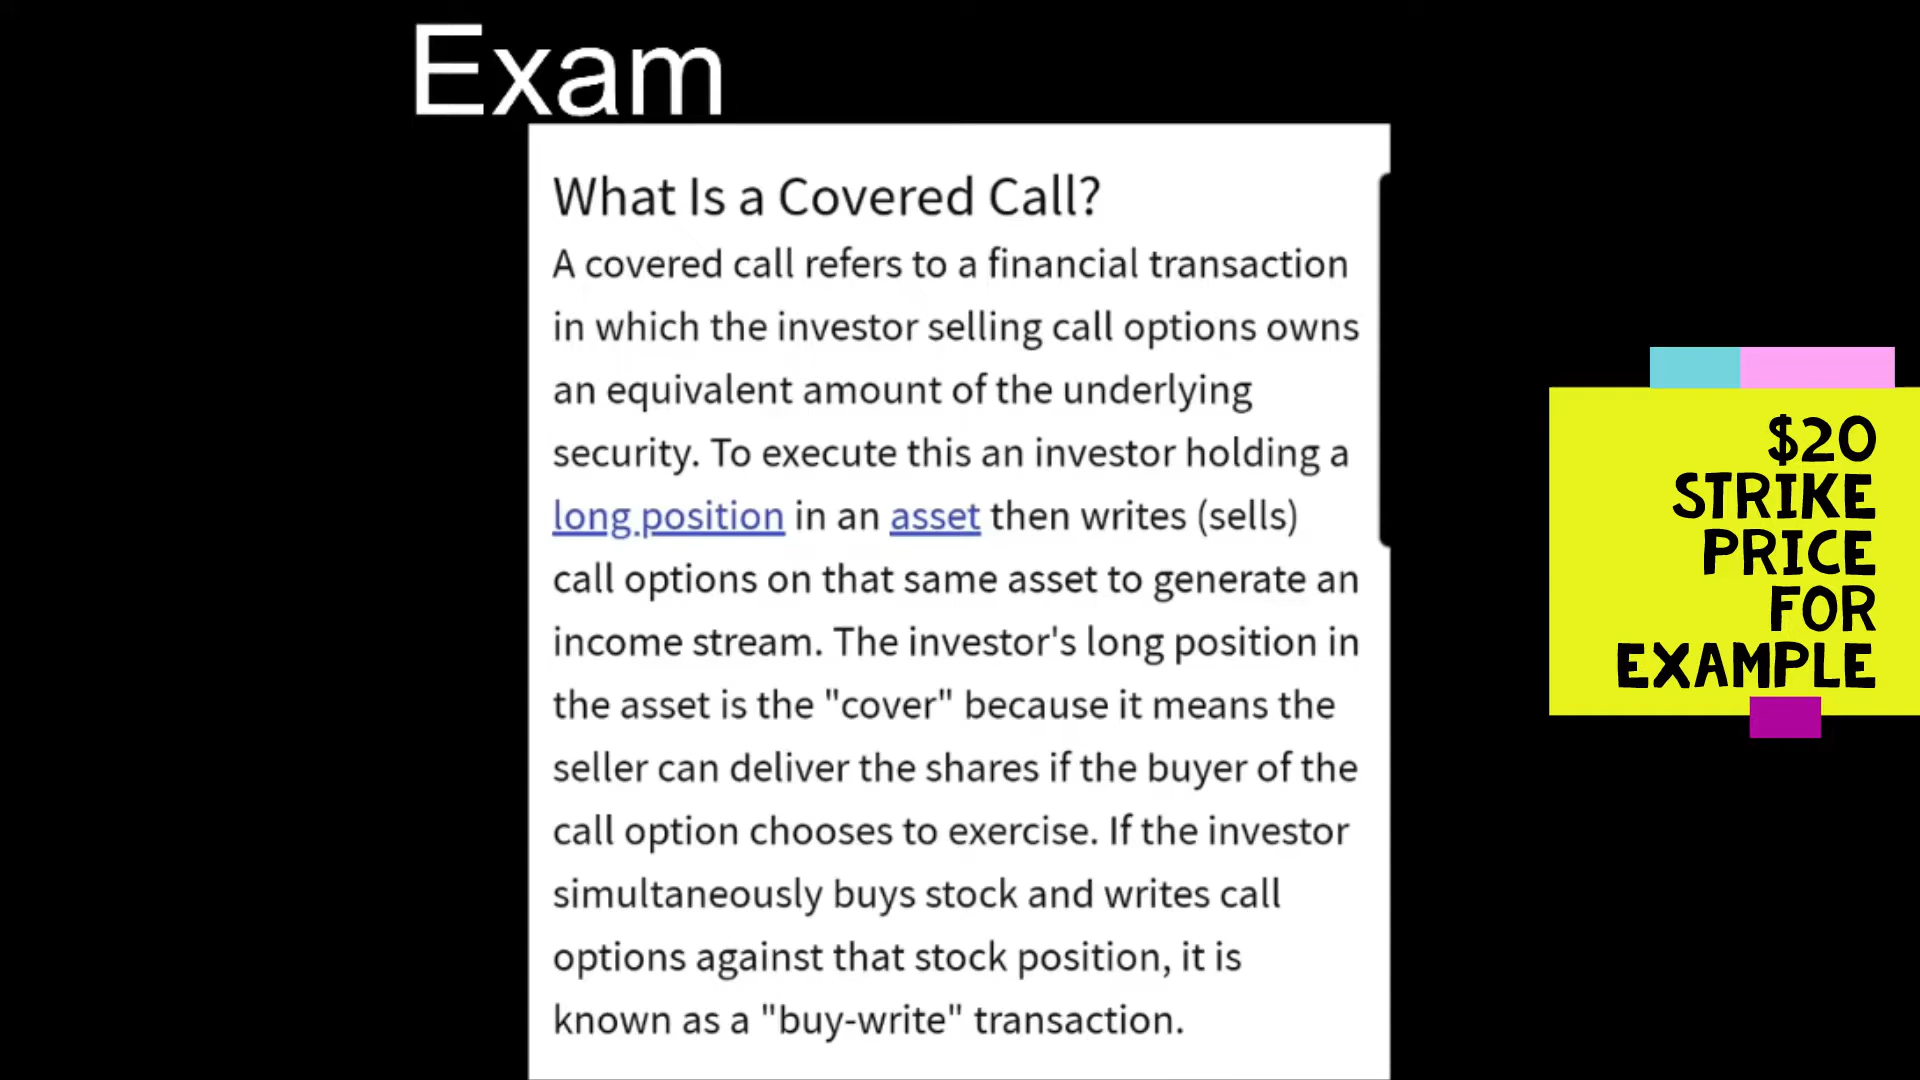 Exam
What Is a Covered Call?
A covered call refers to a financial transaction
in which the investor selling call options owns
an equivalent amount of the underlying
security. To execute this an investor holding a
long position in an asset then writes (sells)
call options on that same asset to generate an
income stream. The investor's long position in
the asset is the "cover" because it means the
seller can deliver the shares if the buyer of the
call option chooses to exercise. If the investor
simultaneously buys stock and writes call
options against that stock position, it is
known as a "buy-write" transaction.
$20
STRIKE
PRICE
FOR
EXAMPLE